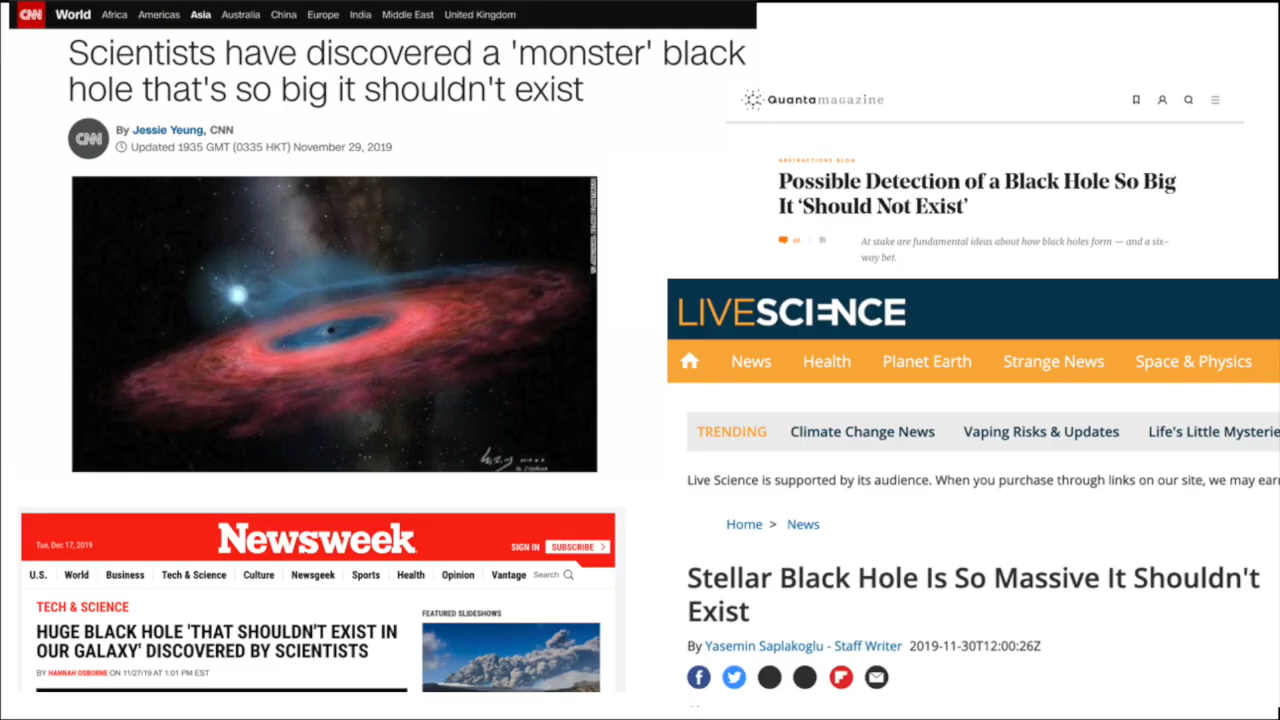 CNN World Africa Americas Asia Australia China Europe India Middle East United Kingdom
Scientists have discovered a 'monster' black
hole that's so big it shouldn't exist
CNN
By Jessie Yeung, CNN
Updated 1935 GMT (0335 HKT) November 29, 2019
Quantamagazine
ABSTRACTIONS BLOG
Possible Detection of a Black Hole So Big
It ‘Should Not Exist’
At stake are fundamental ideas about how black holes form — and a six-
way bet.
LIVESCIENCE
News Health Planet Earth Strange News Space & Physics
TRENDING Climate Change News Vaping Risks & Updates Life's Little Mysterie
Live Science is supported by its audience. When you purchase through links on our site, we may ear
Home > News
Stellar Black Hole Is So Massive It Shouldn't
Exist
By Yasemin Saplakoglu - Staff Writer 2019-11-30T12:00:26Z
Tue, Dec 17, 2019
Newsweek
SIGN IN SUBSCRIBE >
U.S. World Business Tech & Science Culture Newsgeek Sports Health Opinion Vantage Search
TECH & SCIENCE
HUGE BLACK HOLE 'THAT SHOULDN'T EXIST IN
OUR GALAXY' DISCOVERED BY SCIENTISTS
BY HANNAH OSBORNE ON 11/27/19 AT 1:01 PM EST
FEATURED SLIDESHOWS